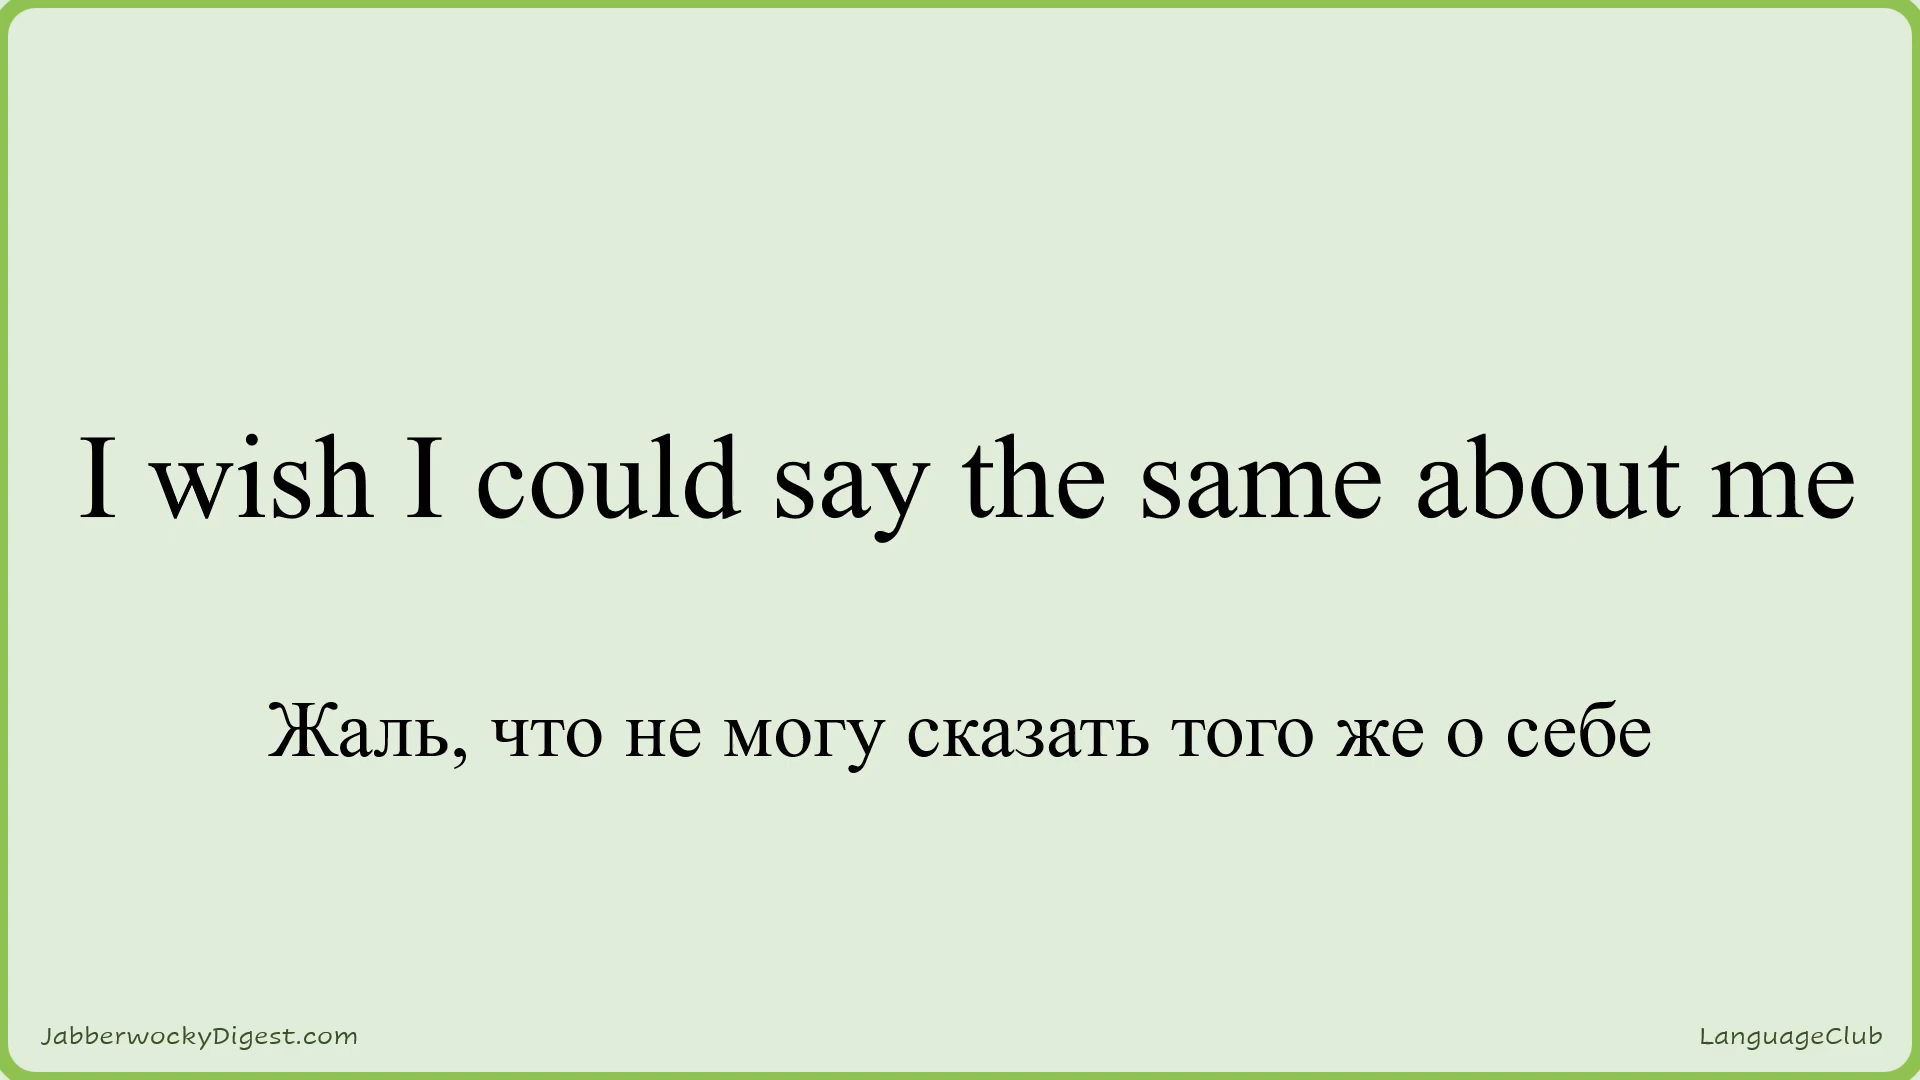 I wish I could say the same about me
Жаль, что не могу сказать того же о себе
JabberwockyDigest.com
LanguageClub